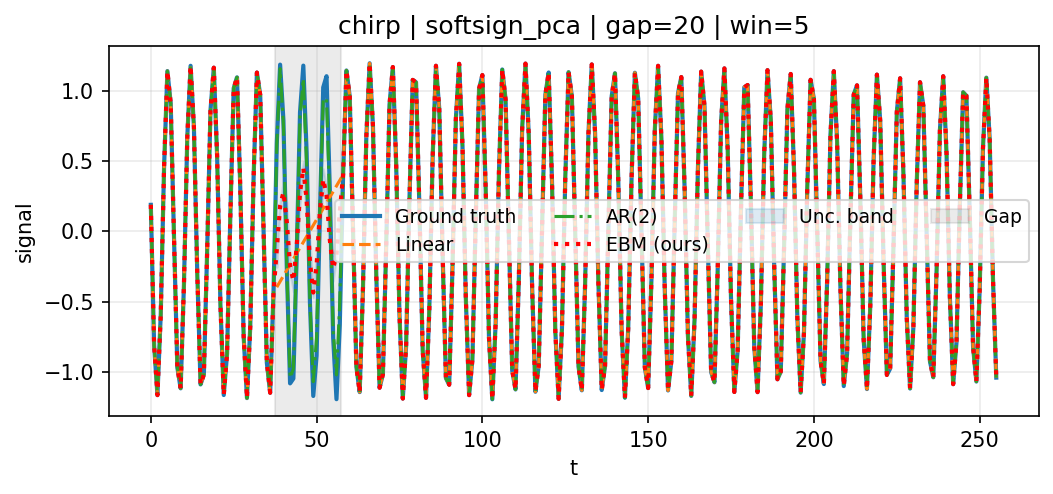 chirp | softsign_pca | gap=20 | win=5
signal
1.0
0.5
0.0
−0.5
−1.0
Ground truth
Linear
AR(2)
EBM (ours)
Unc. band
Gap
0
50
100
150
200
250
t